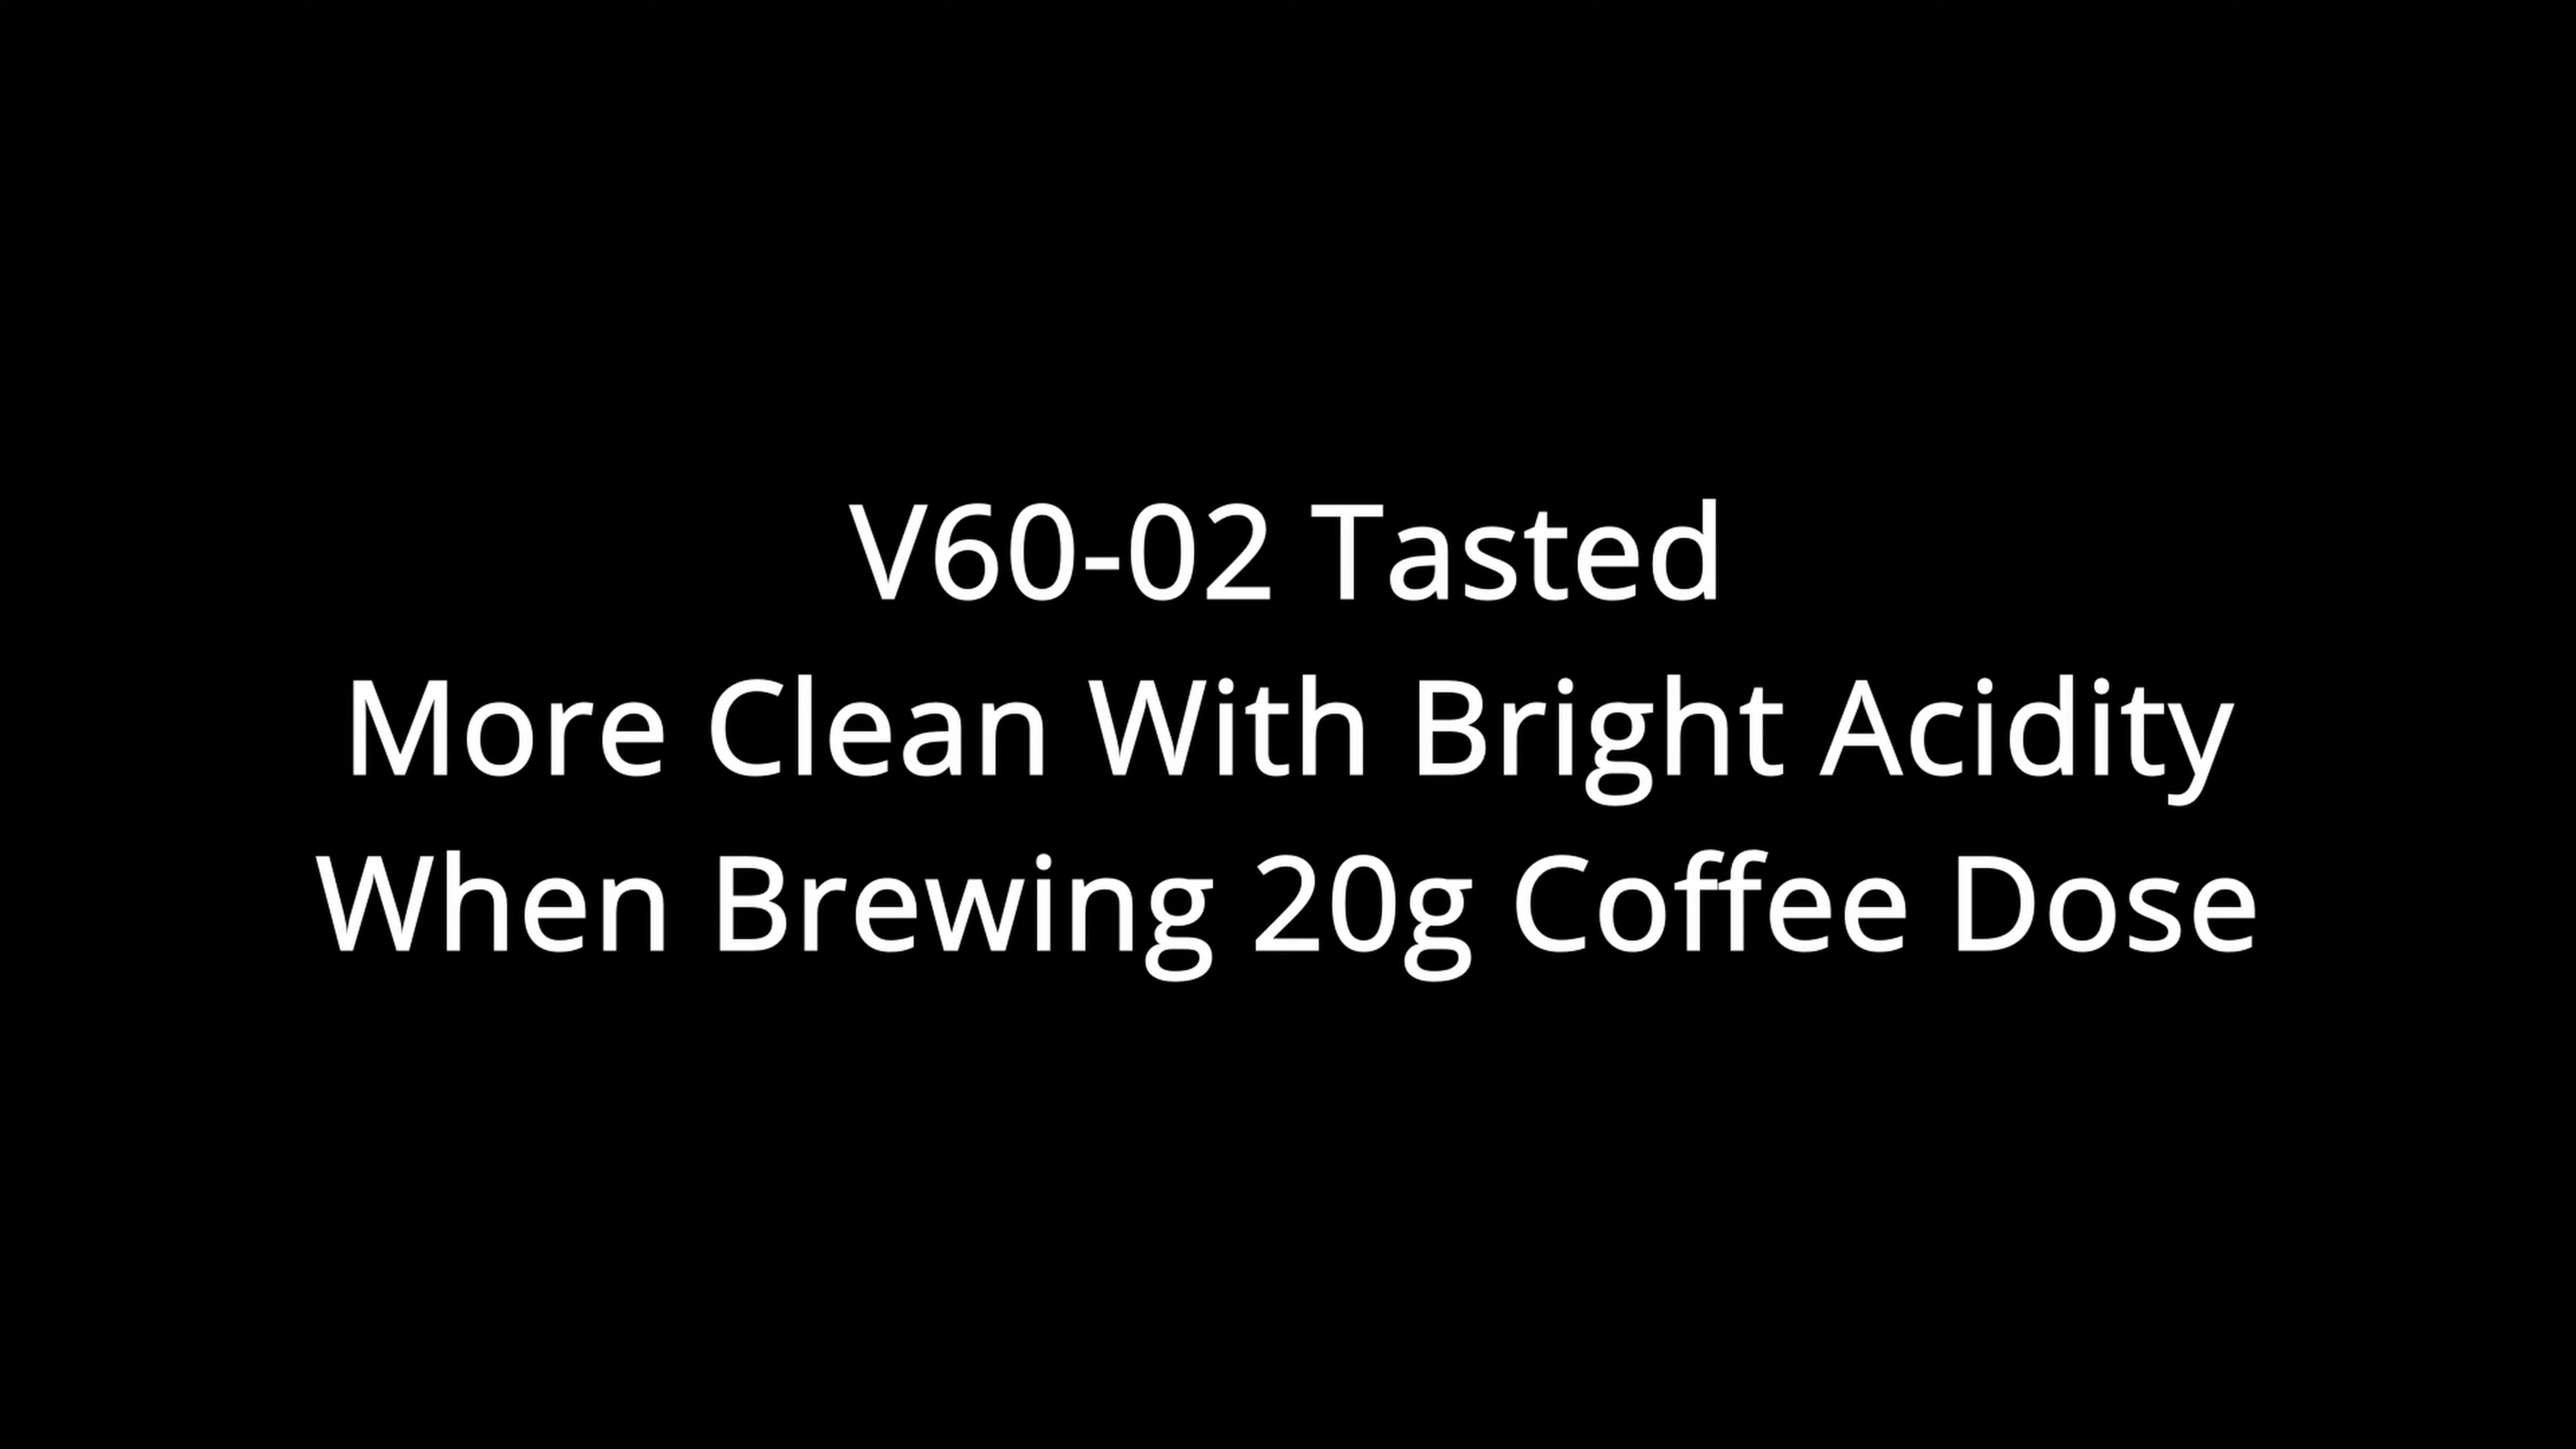 V60-02 Tasted
More Clean With Bright Acidity
When Brewing 20g Coffee Dose